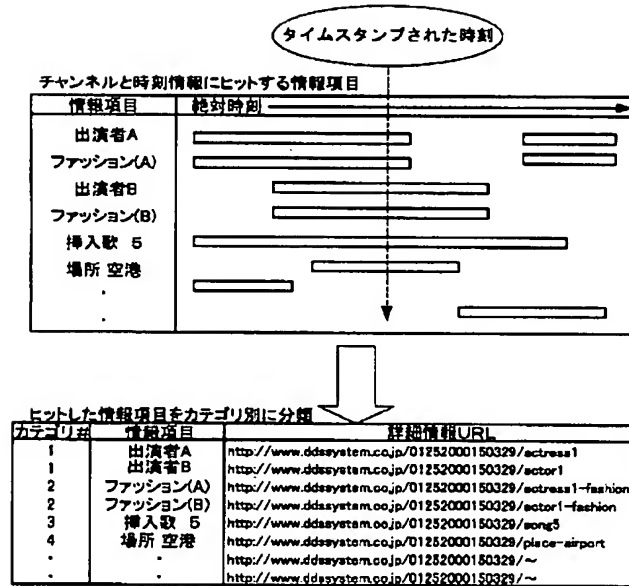 タイムスタンプされた時刻
チャンネルと時刻情報にヒットする情報項目
情報項目 絶対時刻
出演者A
ファッション(A)
出演者B
ファッション(B)
挿入歌 5
場所 空港
・
・
ヒットした情報項目をカテゴリ別に分類
カテゴリ# 情報項目 詳細情報URL
1 出演者A http://www.ddssystem.co.jp/01252000150329/actress1
1 出演者B http://www.ddssystem.co.jp/01252000150329/actor1
2 ファッション(A) http://www.ddssystem.co.jp/01252000150329/actress1-fashion
2 ファッション(B) http://www.ddssystem.co.jp/01252000150329/actor1-fashion
3 挿入歌 5 http://www.ddssystem.co.jp/01252000150329/song5
4 場所 空港 http://www.ddssystem.co.jp/01252000150329/place-airport
・ ・ http://www.ddssystem.co.jp/01252000150329/~
・ ・ http://www.ddssystem.co.jp/01252000150329/~